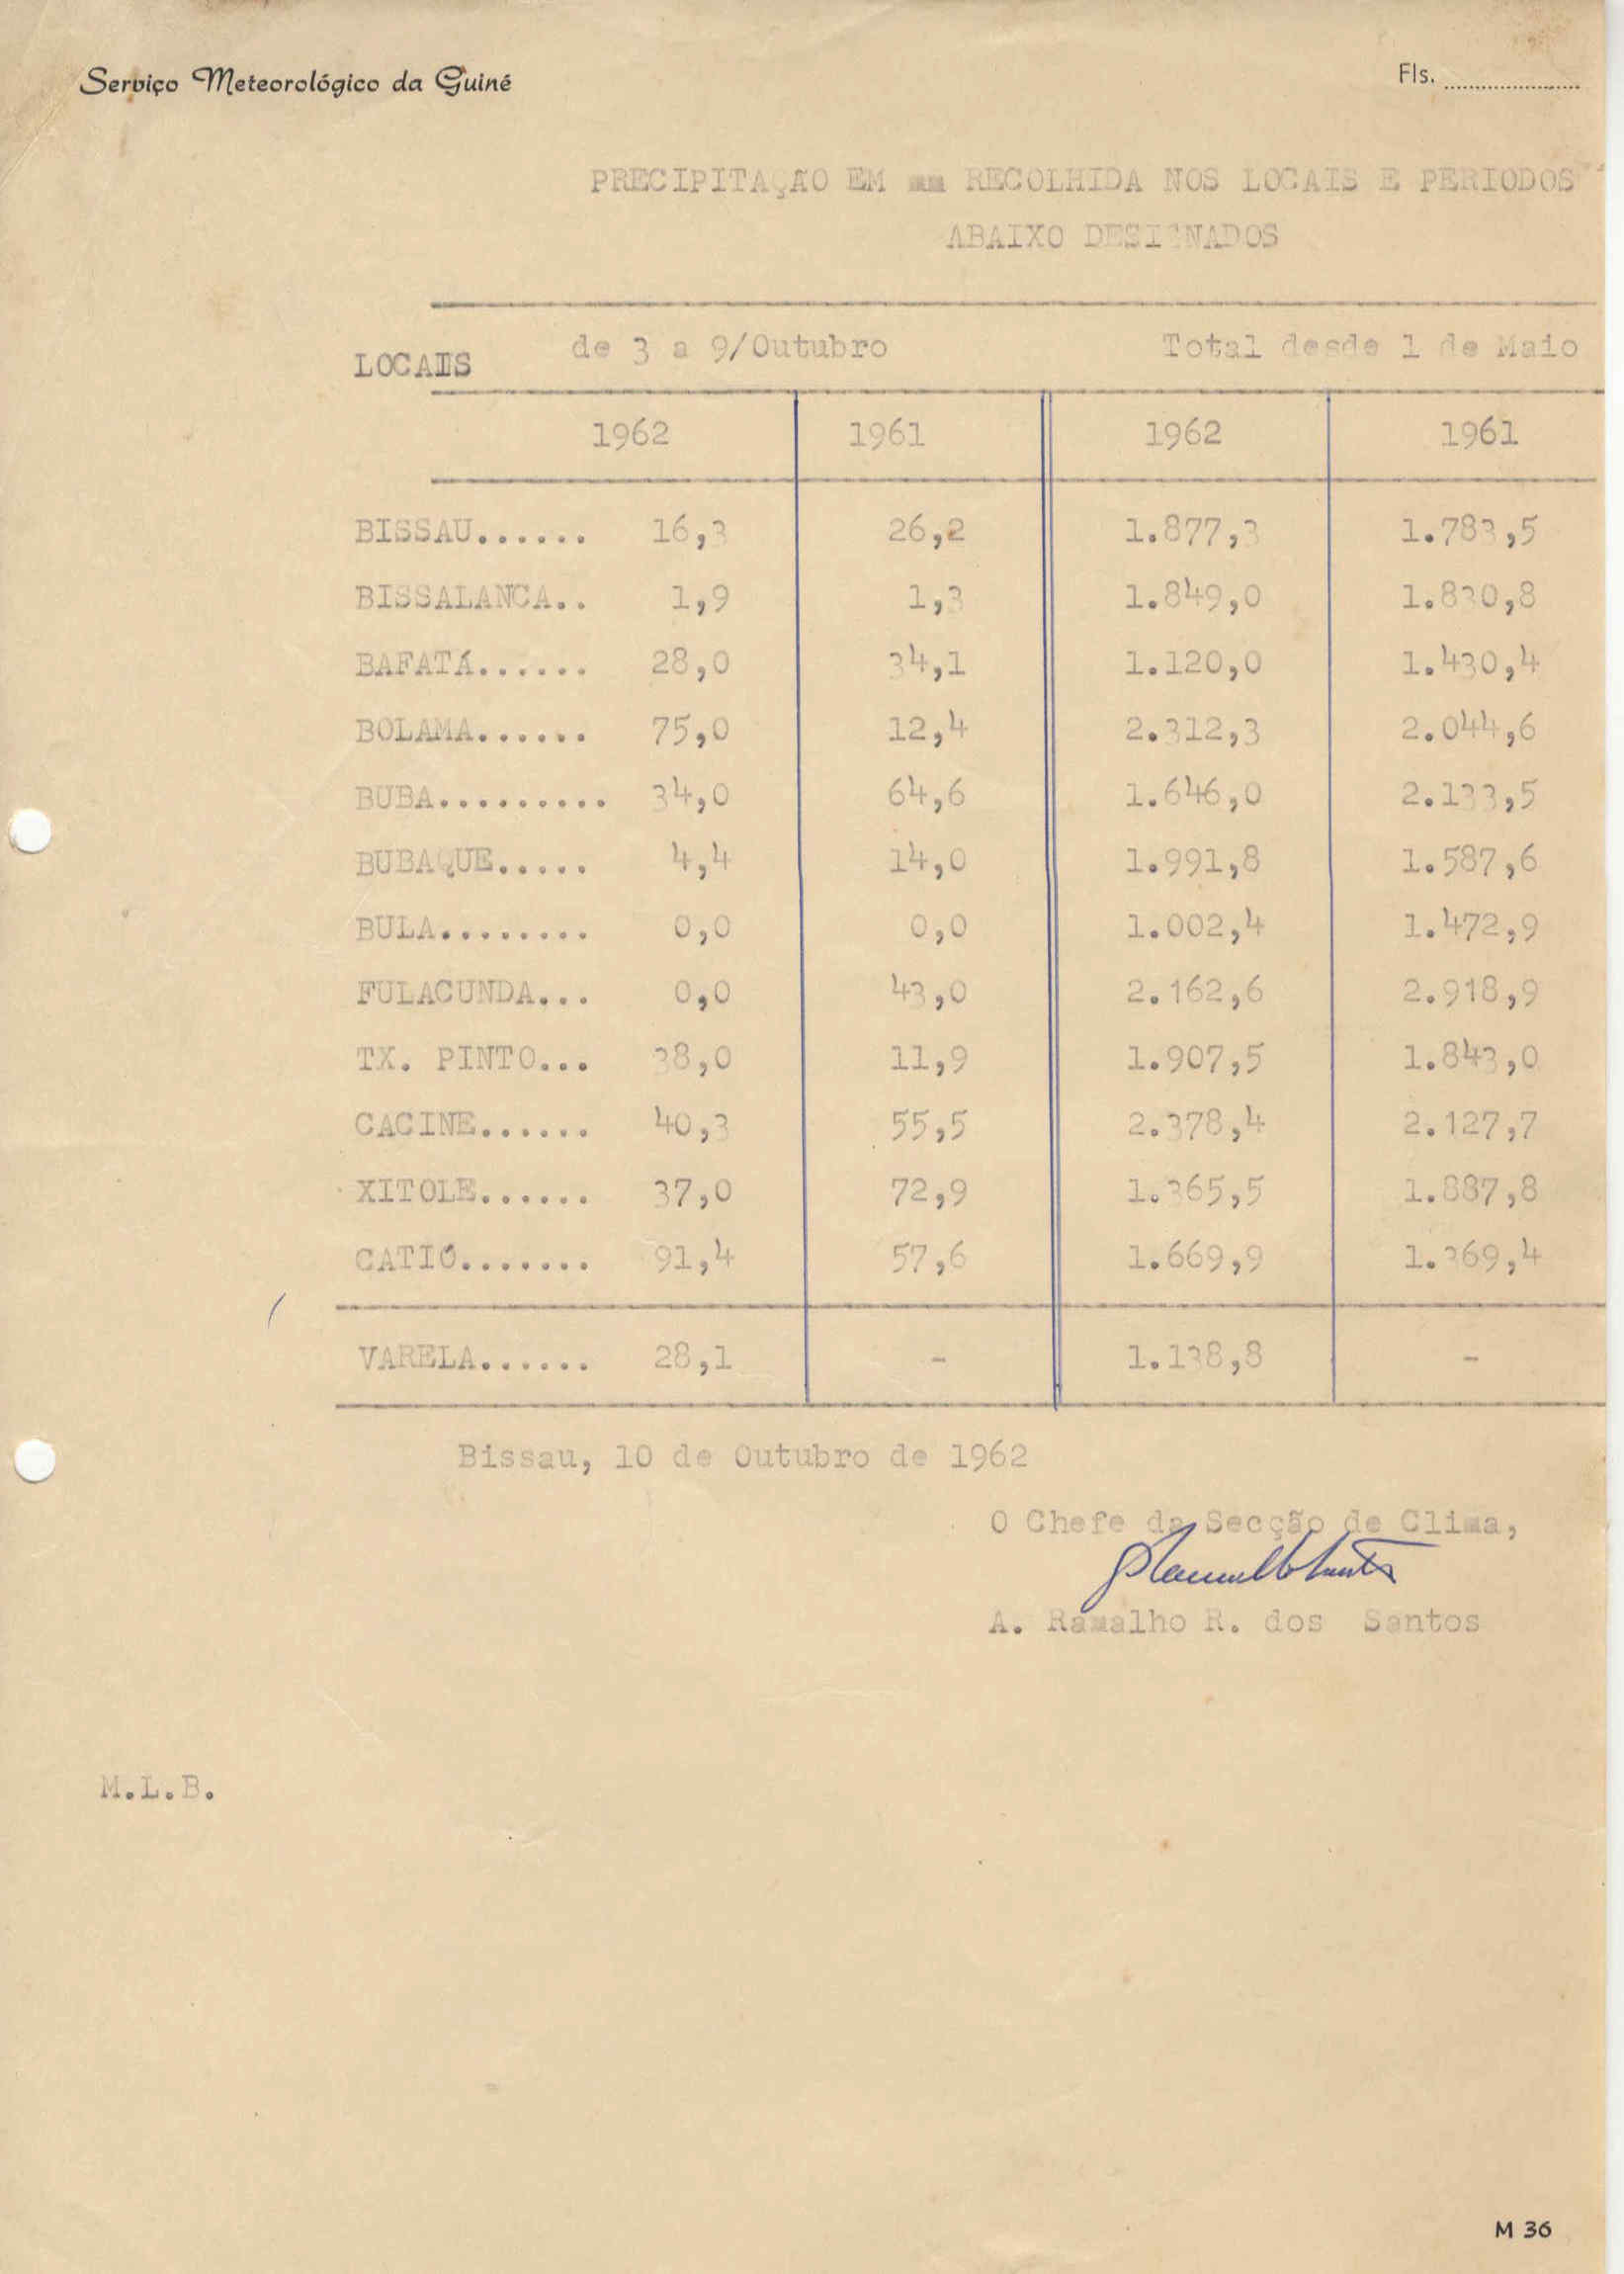 Serviço Meteorológico da Guiné
Fls. ....................
PRECIPITAÇÃO EM mm RECOLHIDA NOS LOCAIS E PERIODOS
ABAIXO DESIGNADOS
LOCAIS de 3 a 9/Outubro Total desde 1 de Maio
1962 1961 1962 1961
BISSAU...... 16,3 26,2 1.877,3 1.783,5
BISSALANCA.. 1,9 1,3 1.849,0 1.830,8
BAFATÁ...... 28,0 34,1 1.120,0 1.430,4
BOLAMA...... 75,0 12,4 2.312,3 2.044,6
BUBA......... 34,0 64,6 1.646,0 2.133,5
BUBAQUE..... 4,4 14,0 1.991,8 1.587,6
BULA........ 0,0 0,0 1.002,4 1.472,9
FULACUNDA... 0,0 43,0 2.162,6 2.918,9
TX. PINTO... 38,0 11,9 1.907,5 1.843,0
CACINE...... 40,3 55,5 2.378,4 2.127,7
XITOLE...... 37,0 72,9 1.365,5 1.887,8
CATIÓ....... 91,4 57,6 1.669,9 1.369,4
VARELA...... 28,1 - 1.138,8 -
Bissau, 10 de Outubro de 1962
O Chefe da Secção de Clima,
A. Ramalho R. dos Santos
M.L.B.
M 36